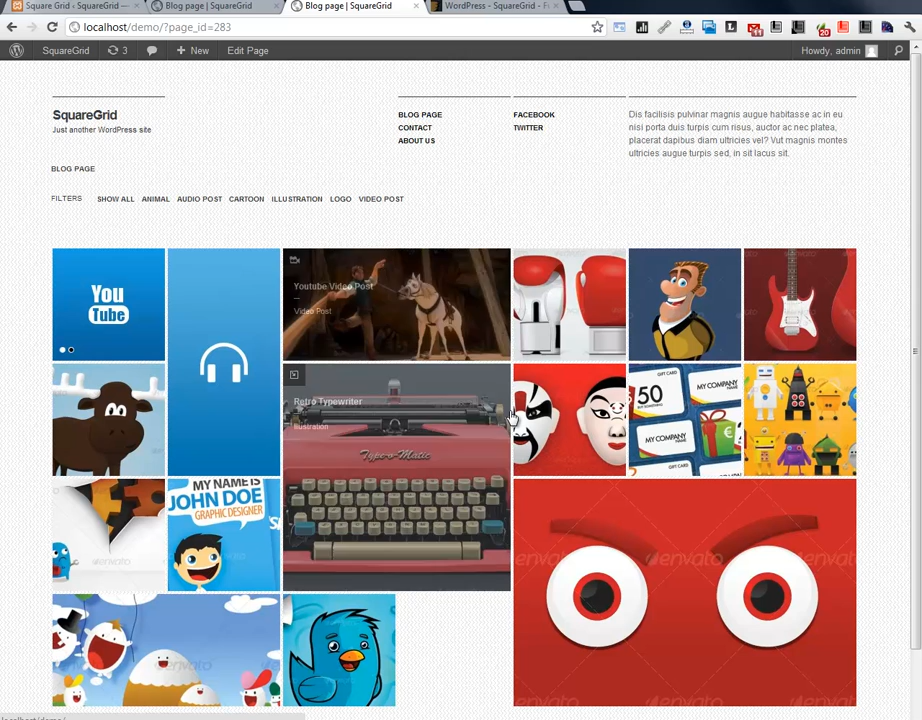 Square Grid ‹ SquareGrid —
Blog page | SquareGrid
Blog page | SquareGrid
WordPress - SquareGrid - F
localhost/demo/?page_id=283
SquareGrid
3
New
Edit Page
Howdy, admin
SquareGrid
Just another WordPress site
BLOG PAGE
CONTACT
ABOUT US
FACEBOOK
TWITTER
Dis facilisis pulvinar magnis augue habitasse ac in eu
nisi porta duis turpis cum risus, auctor ac nec platea,
placerat dapibus diam ultricies vel? Vut magnis montes
ultricies augue turpis sed, in sit lacus sit.
BLOG PAGE
FILTERS
SHOW ALL
ANIMAL
AUDIO POST
CARTOON
ILLUSTRATION
LOGO
VIDEO POST
You
Tube
Youtube Video Post
Video Post
Retro Typewriter
Illustration
Type-o-Matic
50
MY COMPANY
MY COMPANY
MY NAME IS
JOHN DOE
GRAPHIC DESIGNER
envato
envato
envato
localhost/demo/